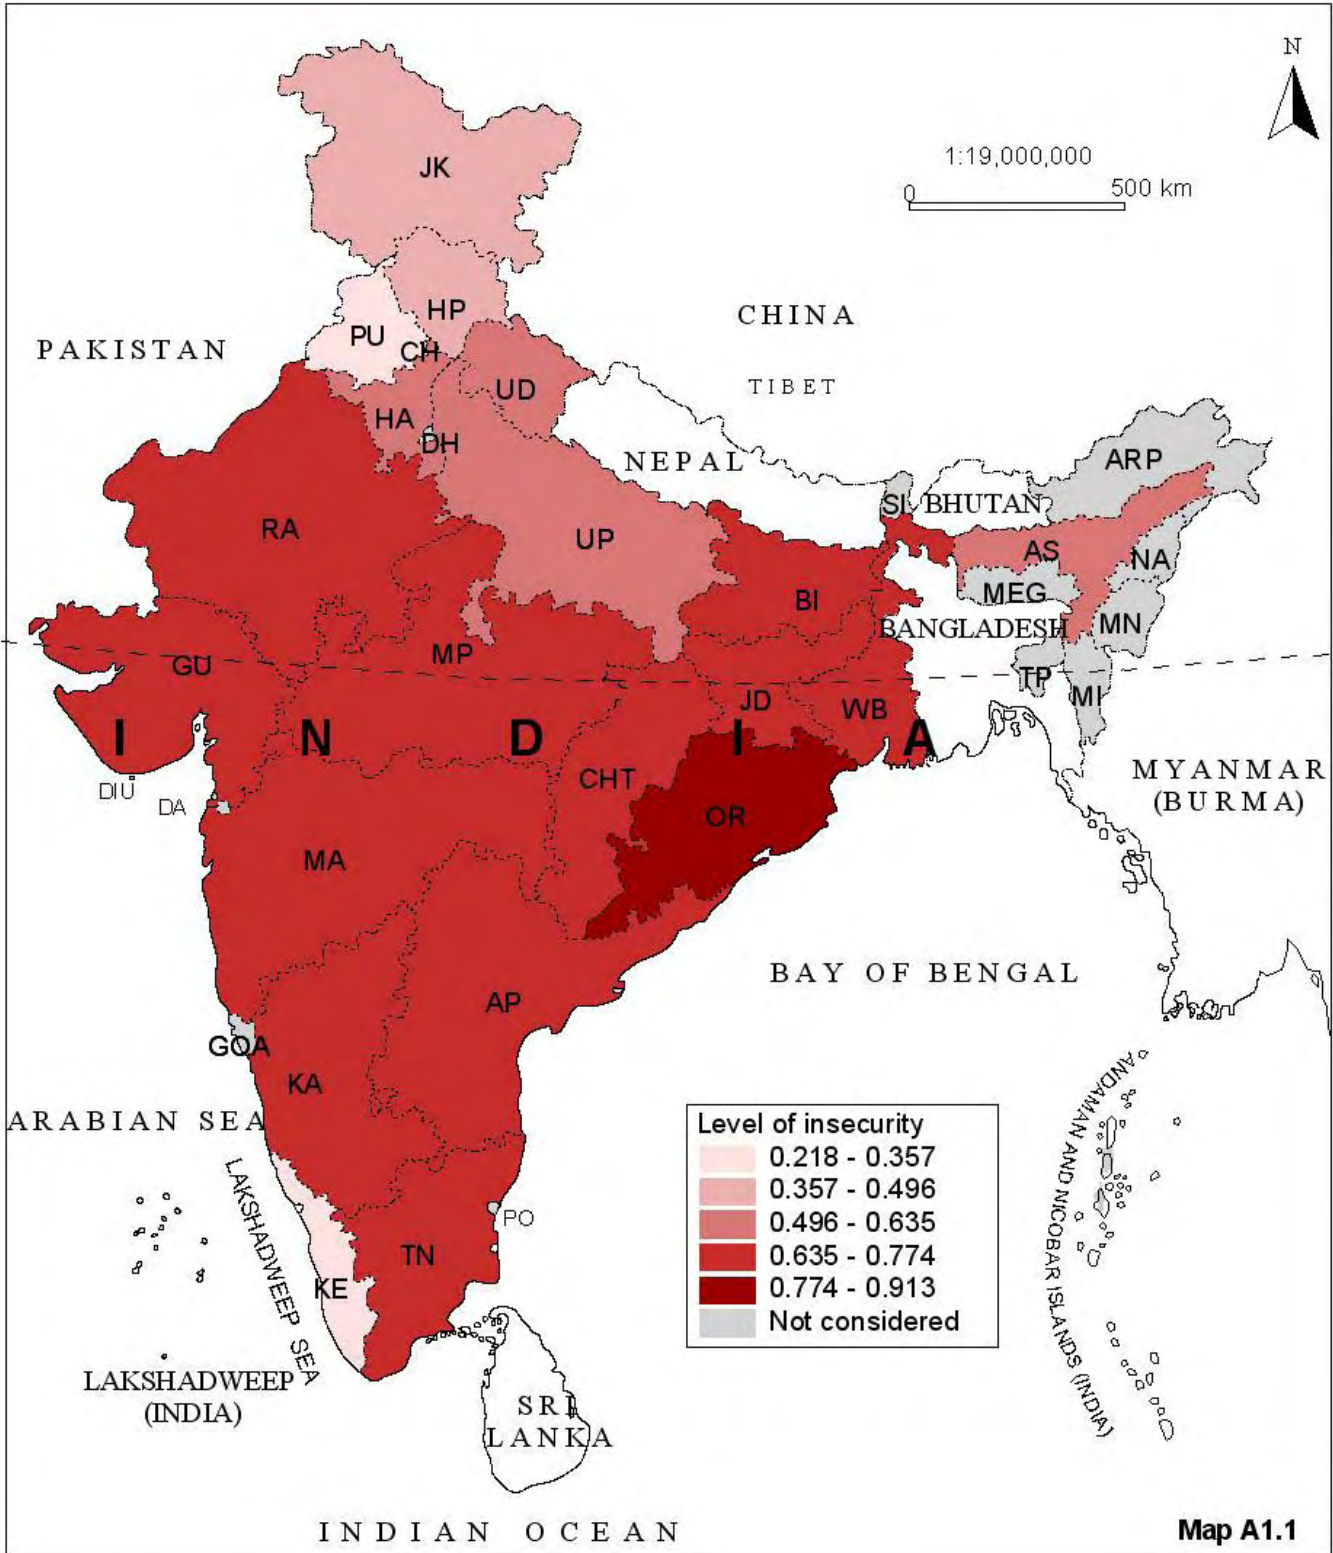 N
1:19,000,000
0 500 km
JK
HP
PU
CH
CHINA
PAKISTAN
TIBET
UD
HA
DH
NEPAL
ARP
SI BHUTAN
RA
UP
AS
NA
BI
MEG
BANGLADESH
MN
GU
MP
TP
MI
JD
WB
I N D I A
CHT
DIU
DA
MYANMAR
(BURMA)
OR
MA
BAY OF BENGAL
AP
GOA
KA
ARABIAN SEA
ANDAMAN AND NICOBAR ISLANDS (INDIA)
LAKSHADWEEP SEA
PO
TN
KE
Level of insecurity
0.218 - 0.357
0.357 - 0.496
0.496 - 0.635
0.635 - 0.774
0.774 - 0.913
Not considered
LAKSHADWEEP
(INDIA)
SRI
LANKA
INDIAN OCEAN
Map A1.1